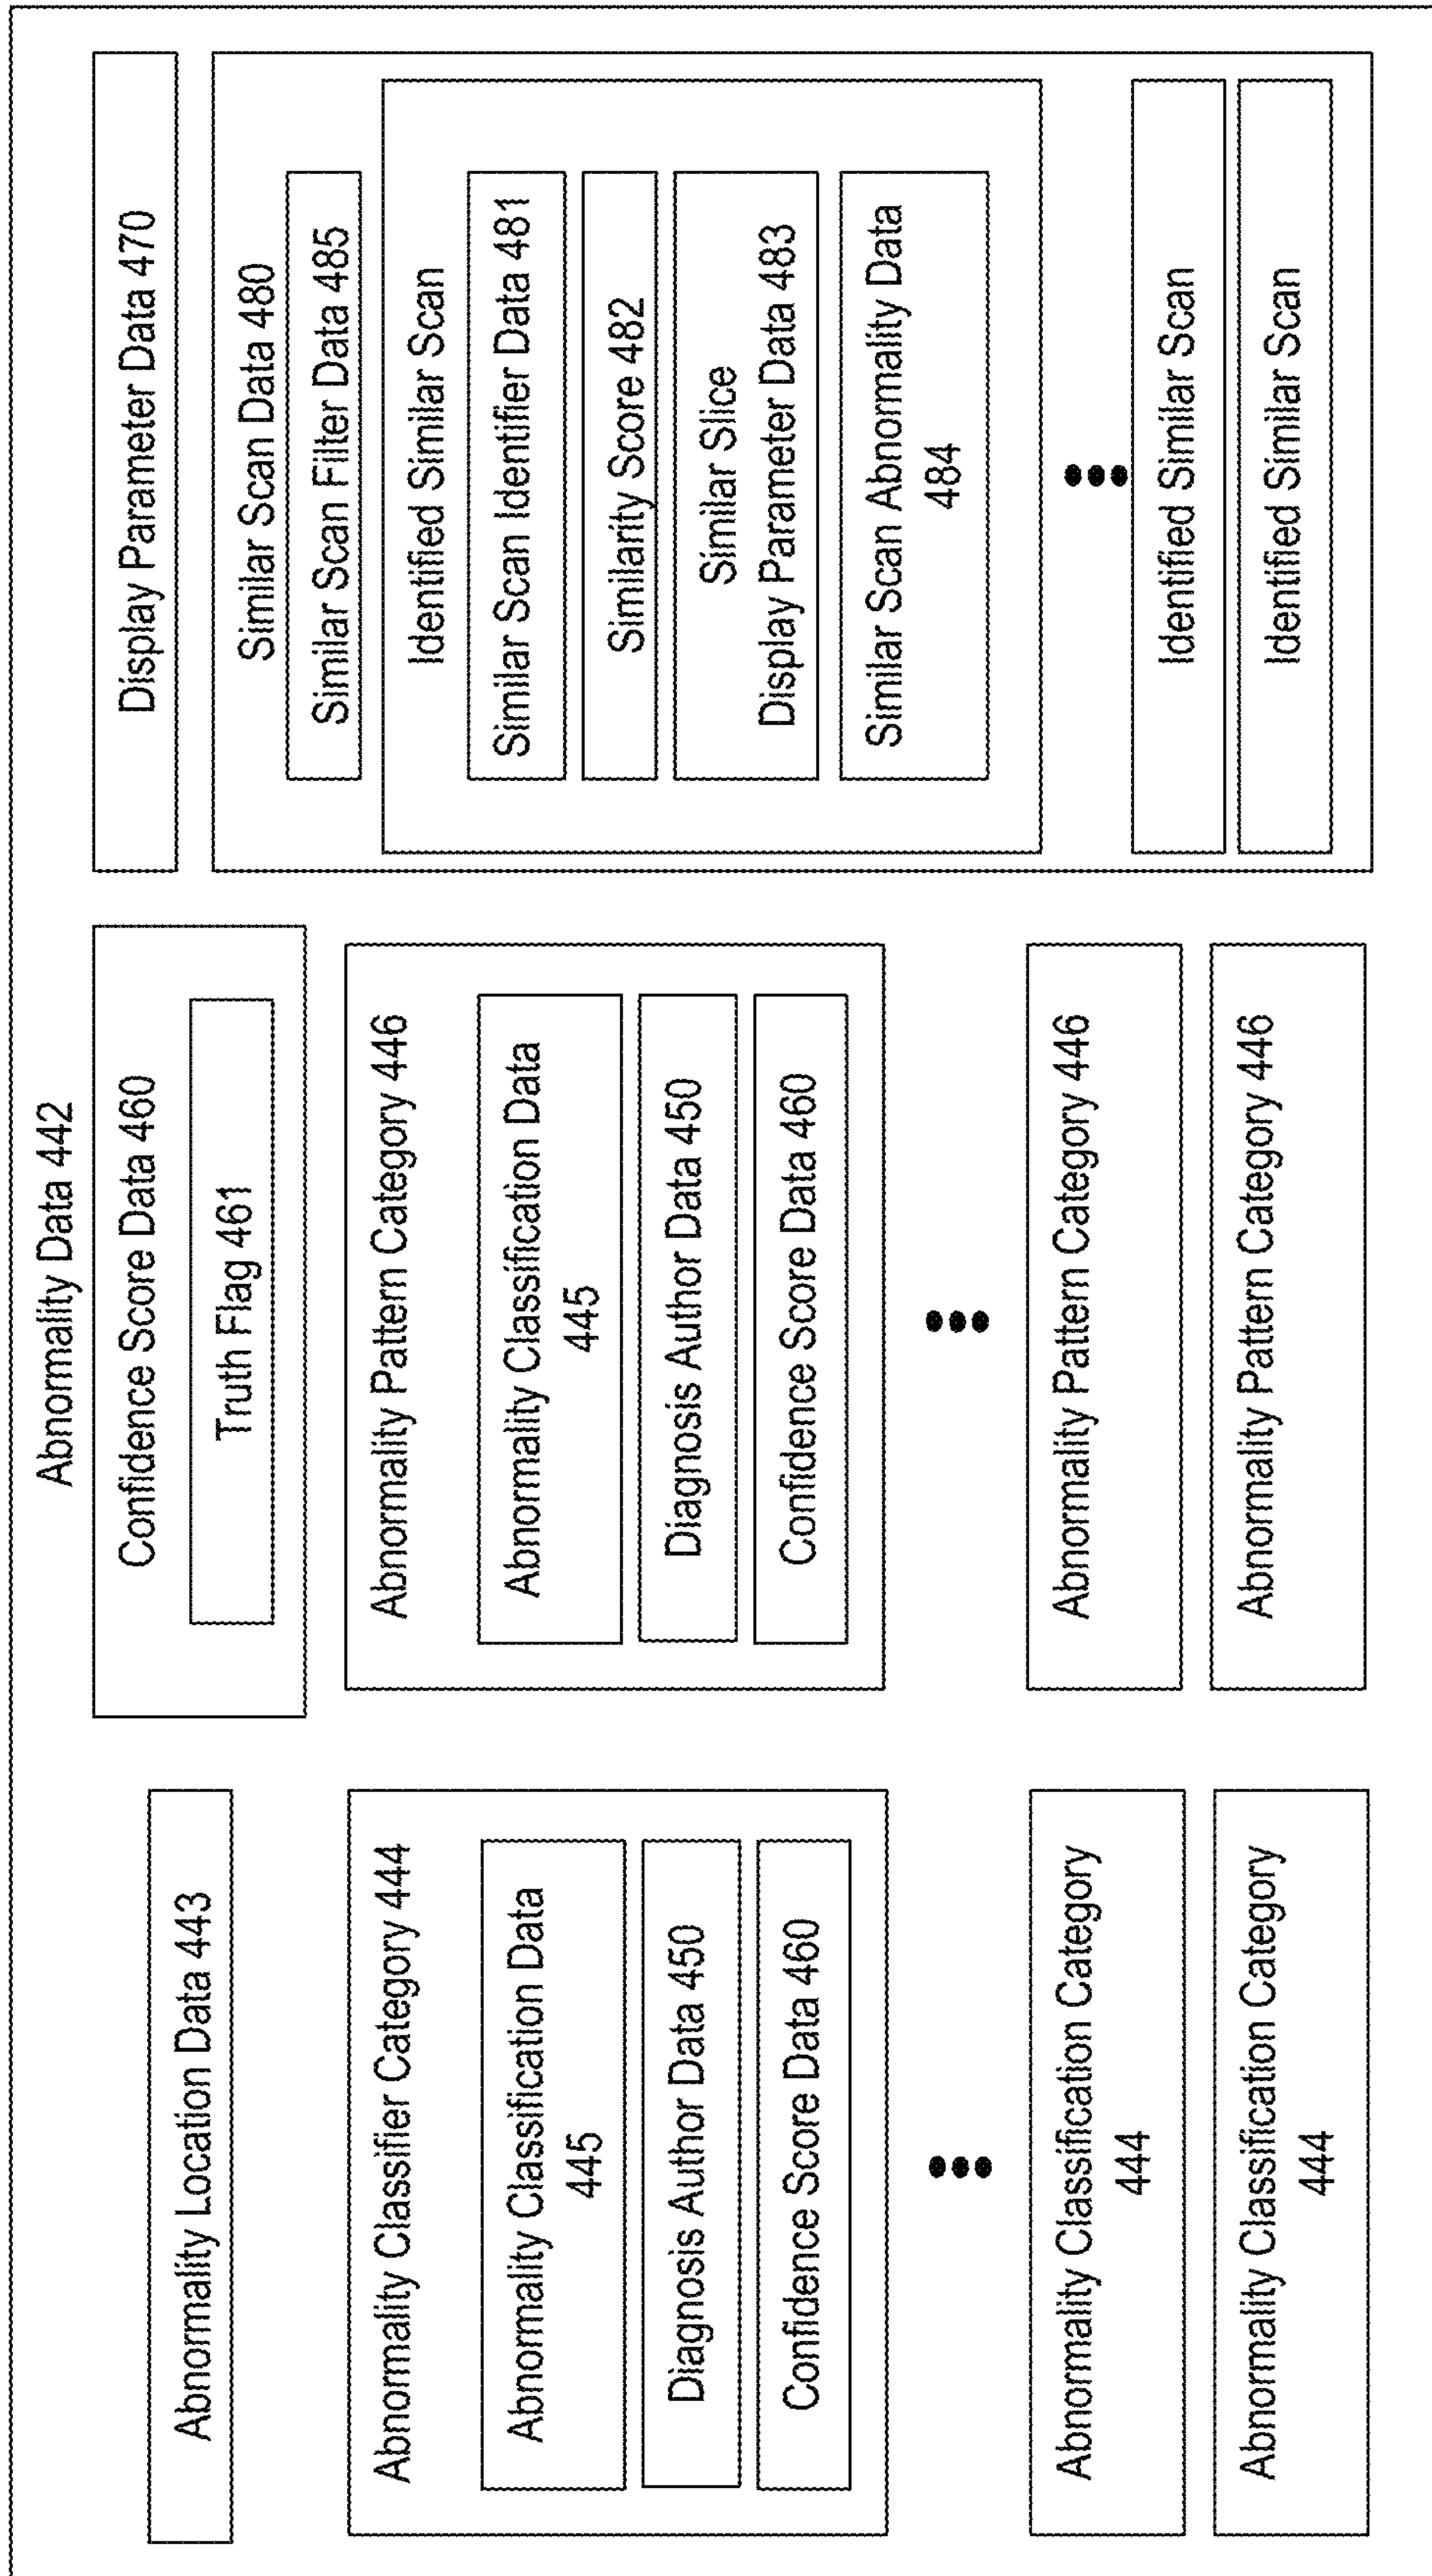 Abnormality Data 442
Abnormality Location Data 443
Abnormality Classifier Category 444
Abnormality Classification Data
445
Diagnosis Author Data 450
Confidence Score Data 460
Abnormality Classification Category
444
Abnormality Classification Category
444
Confidence Score Data 460
Truth Flag 461
Abnormality Pattern Category 446
Abnormality Classification Data
445
Diagnosis Author Data 450
Confidence Score Data 460
Abnormality Pattern Category 446
Abnormality Pattern Category 446
Display Parameter Data 470
Similar Scan Data 480
Similar Scan Filter Data 485
Identified Similar Scan
Similar Scan Identifier Data 481
Similarity Score 482
Similar Slice
Display Parameter Data 483
Similar Scan Abnormality Data
484
Identified Similar Scan
Identified Similar Scan